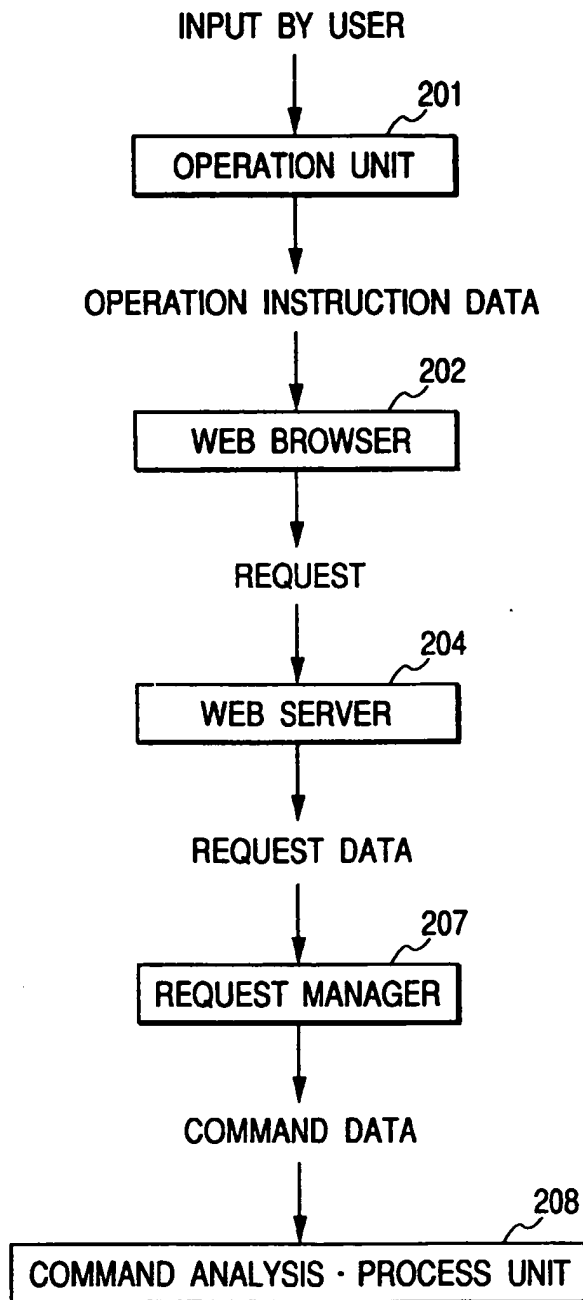 INPUT BY USER
201
OPERATION UNIT
OPERATION INSTRUCTION DATA
202
WEB BROWSER
REQUEST
204
WEB SERVER
REQUEST DATA
207
REQUEST MANAGER
COMMAND DATA
208
COMMAND ANALYSIS · PROCESS UNIT